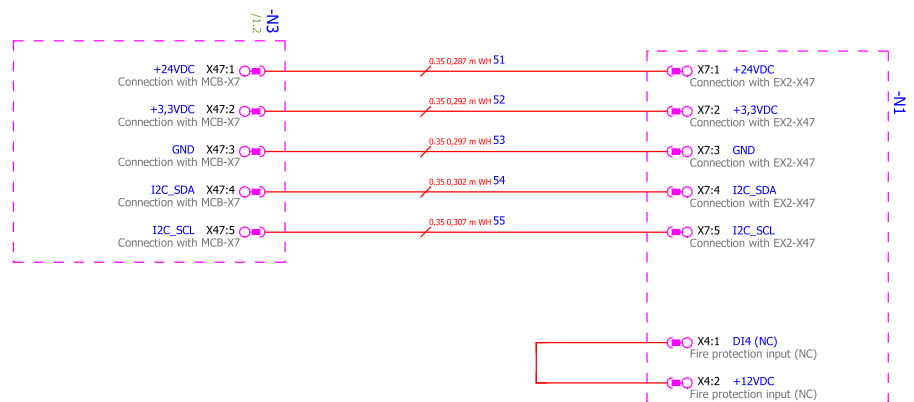 -N3
/1.2
+24VDC X47:1
Connection with MCB-X7
0.35 0,287 m WH 51
X7:1 +24VDC
Connection with EX2-X47
-N1
+3,3VDC X47:2
Connection with MCB-X7
0.35 0,292 m WH 52
X7:2 +3,3VDC
Connection with EX2-X47
GND X47:3
Connection with MCB-X7
0.35 0,297 m WH 53
X7:3 GND
Connection with EX2-X47
I2C_SDA X47:4
Connection with MCB-X7
0.35 0,302 m WH 54
X7:4 I2C_SDA
Connection with EX2-X47
I2C_SCL X47:5
Connection with MCB-X7
0.35 0,307 m WH 55
X7:5 I2C_SCL
Connection with EX2-X47
X4:1 DI4 (NC)
Fire protection input (NC)
X4:2 +12VDC
Fire protection input (NC)